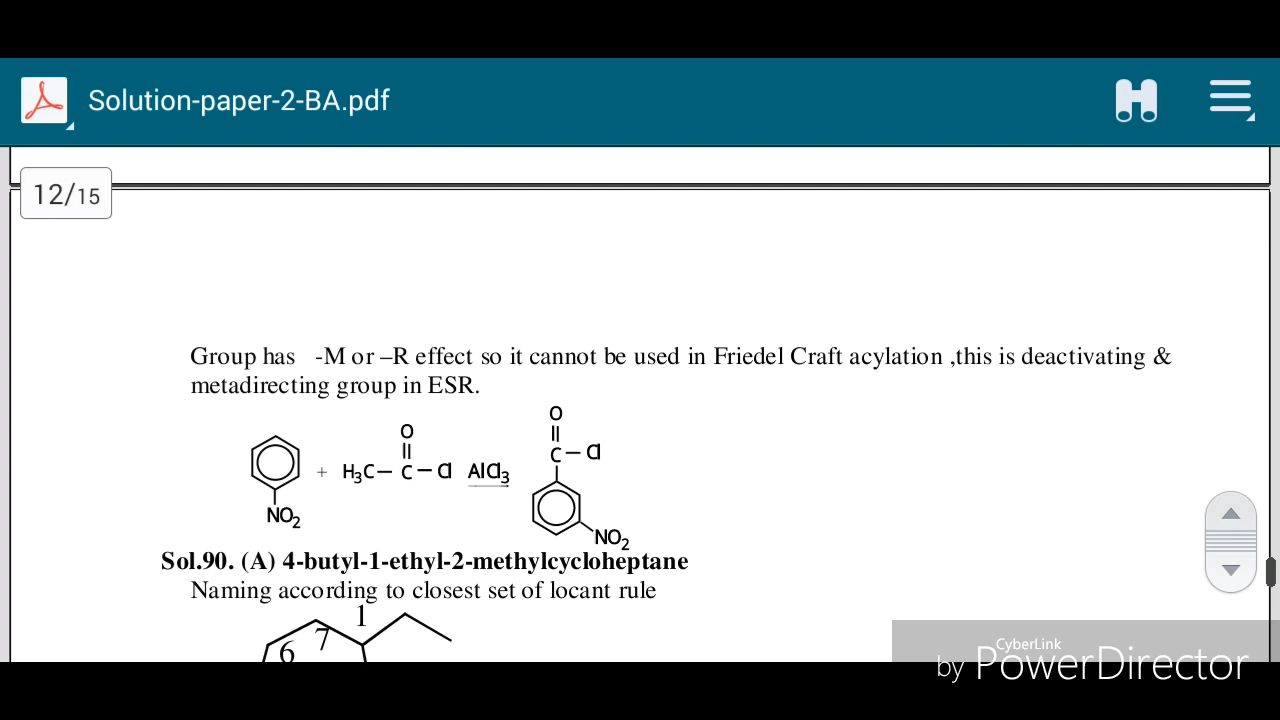 Solution-paper-2-BA.pdf
12/15
Group has -M or –R effect so it cannot be used in Friedel Craft acylation ,this is deactivating &
metadirecting group in ESR.
O
O
C – Cl
+ H3C – C – Cl AlCl3
NO2
NO2
Sol.90. (A) 4-butyl-1-ethyl-2-methylcycloheptane
Naming according to closest set of locant rule
1
7
6
CyberLink
by PowerDirector